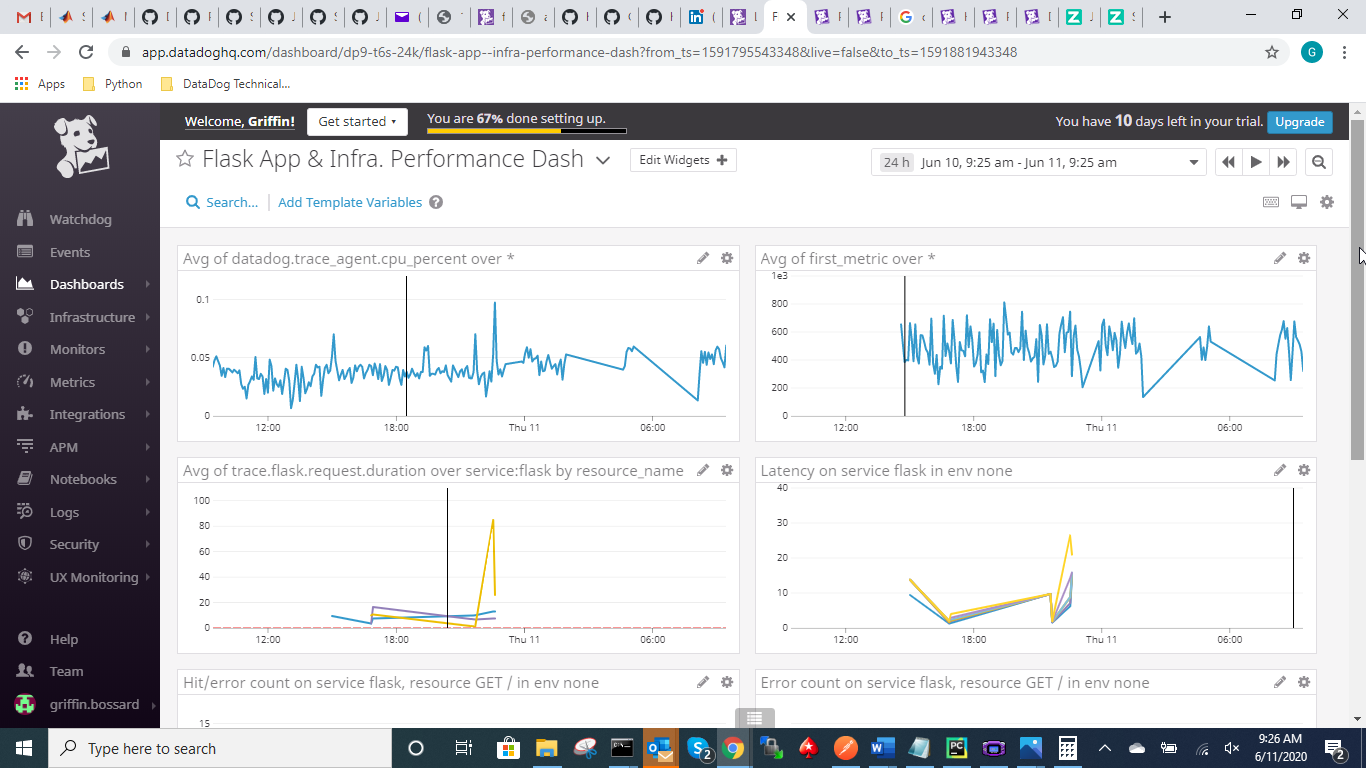 app.datadoghq.com/dashboard/dp9-t6s-24k/flask-app--infra-performance-dash?from_ts=1591795543348&live=false&to_ts=1591881943348
G
Apps Python DataDog Technical...
Welcome, Griffin! Get started You are 67% done setting up. You have 10 days left in your trial. Upgrade
Flask App & Infra. Performance Dash Edit Widgets 24 h Jun 10, 9:25 am - Jun 11, 9:25 am
Search... Add Template Variables ?
Watchdog
Events
Dashboards
Infrastructure
Monitors
Metrics
Integrations
APM
Notebooks
Logs
Security
UX Monitoring
Help
Team
griffin.bossard
Avg of datadog.trace_agent.cpu_percent over *
0.1
0.05
0
12:00 18:00 Thu 11 06:00
Avg of first_metric over *
1e3
800
600
400
200
0
12:00 18:00 Thu 11 06:00
Avg of trace.flask.request.duration over service:flask by resource_name
100
80
60
40
20
0
12:00 18:00 Thu 11 06:00
Latency on service flask in env none
40
30
20
10
0
12:00 18:00 Thu 11 06:00
Hit/error count on service flask, resource GET / in env none
15
Error count on service flask, resource GET / in env none
Type here to search
9:26 AM
6/11/2020
2
2